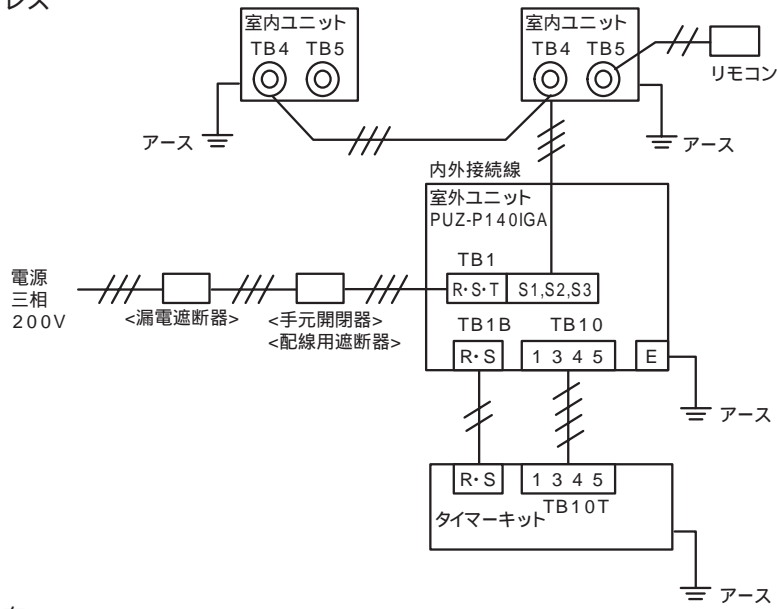 レス
室内ユニット
TB4 TB5
室内ユニット
TB4 TB5
リモコン
アース
アース
内外接続線
室外ユニット
PUZ-P140IGA
TB1
電源
三相
200V
R・S・T
S1,S2,S3
<漏電遮断器>
<手元開閉器>
<配線用遮断器>
TB1B
TB10
R・S
1 3 4 5
E
アース
R・S
1 3 4 5
TB10T
タイマーキット
アース